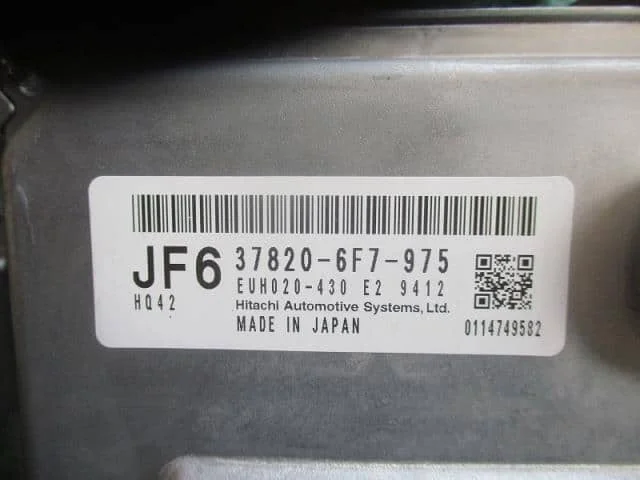 JF6 37820-6F7-975
HQ42 EUH020-430 E2 9412
Hitachi Automotive Systems, Ltd.
MADE IN JAPAN 0114749582